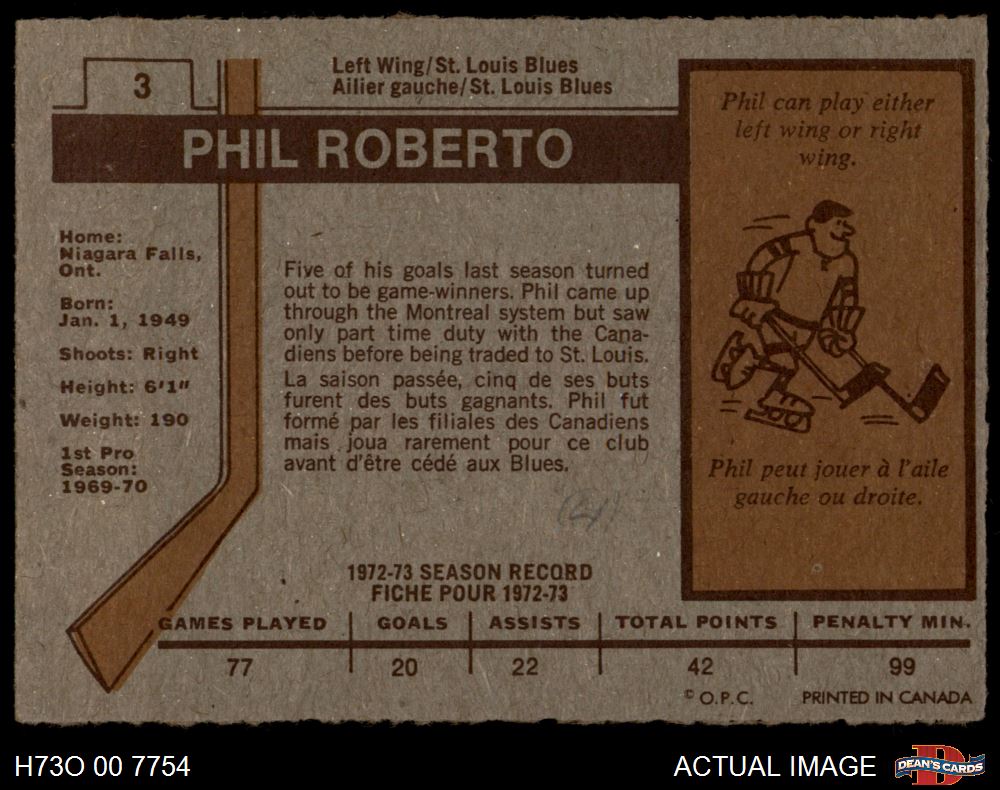 3
Left Wing/St. Louis Blues
Ailier gauche/St. Louis Blues
PHIL ROBERTO
Home:
Niagara Falls,
Ont.
Born:
Jan. 1, 1949
Shoots: Right
Height: 6'1"
Weight: 190
1st Pro
Season:
1969-70
Five of his goals last season turned
out to be game-winners. Phil came up
through the Montreal system but saw
only part time duty with the Cana-
diens before being traded to St. Louis.
La saison passée, cinq de ses buts
furent des buts gagnants. Phil fut
formé par les filiales des Canadiens
mais joua rarement pour ce club
avant d'être cédé aux Blues.
(4)
Phil can play either
left wing or right
wing.
Phil peut jouer à l'aile
gauche ou droite.
1972-73 SEASON RECORD
FICHE POUR 1972-73
GAMES PLAYED GOALS ASSISTS TOTAL POINTS PENALTY MIN.
77 20 22 42 99
© O.P.C. PRINTED IN CANADA
H73O 00 7754 ACTUAL IMAGE D DEAN'S CARDS